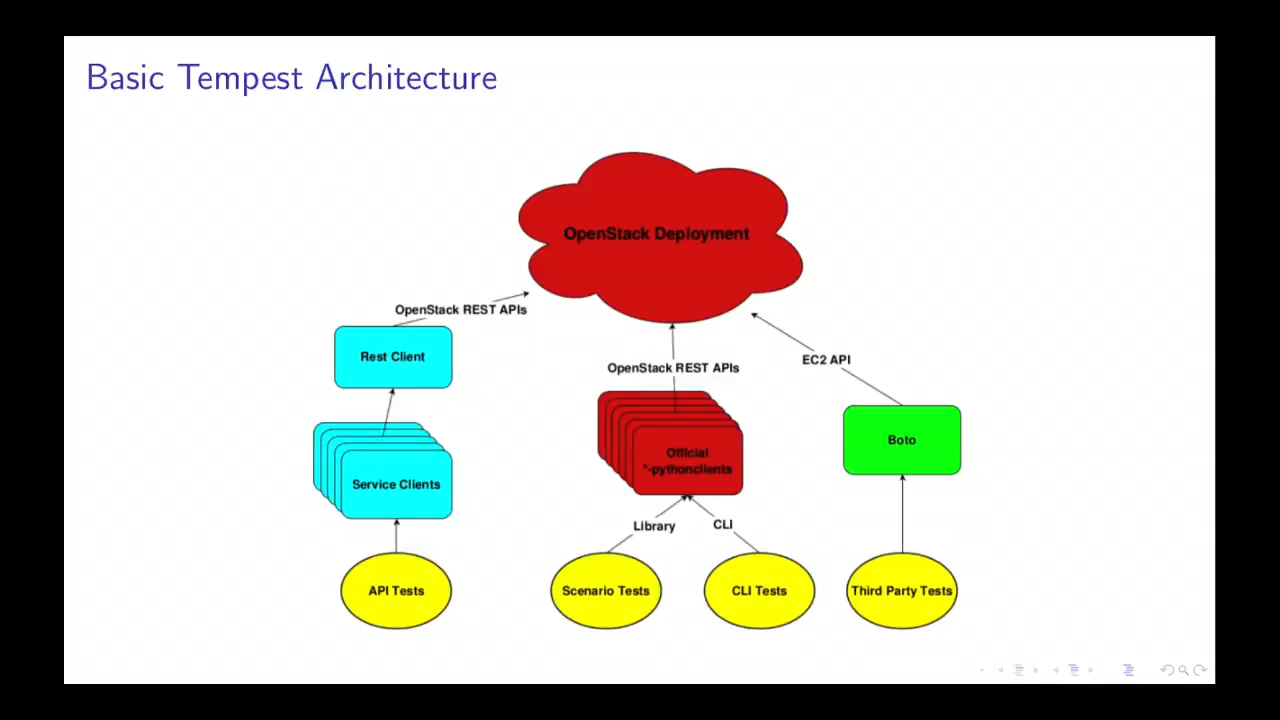 Basic Tempest Architecture
OpenStack Deployment
OpenStack REST APIs
Rest Client
EC2 API
OpenStack REST APIs
Boto
Official
*-pythonclients
Service Clients
Library
CLI
API Tests
Scenario Tests
CLI Tests
Third Party Tests